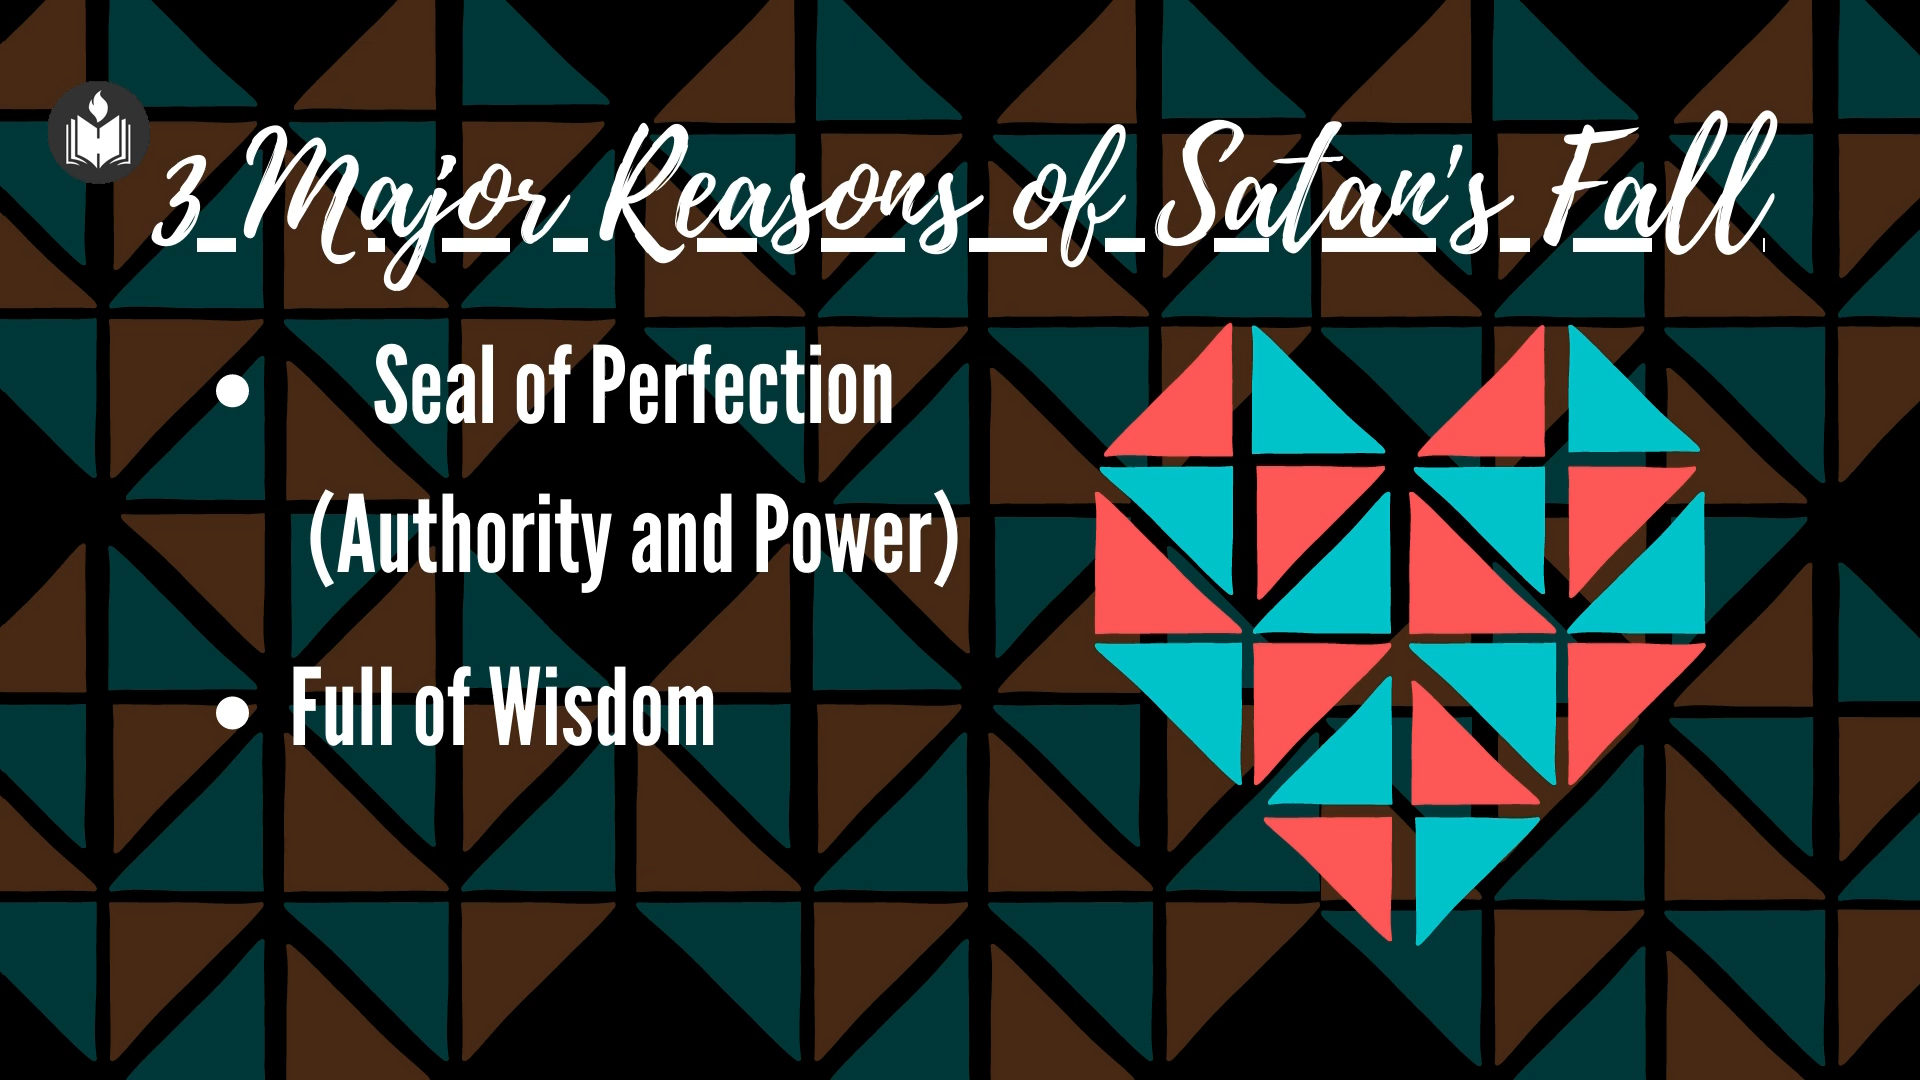 3 Major Reasons of Satan's Fall
Seal of Perfection
(Authority and Power)
Full of Wisdom